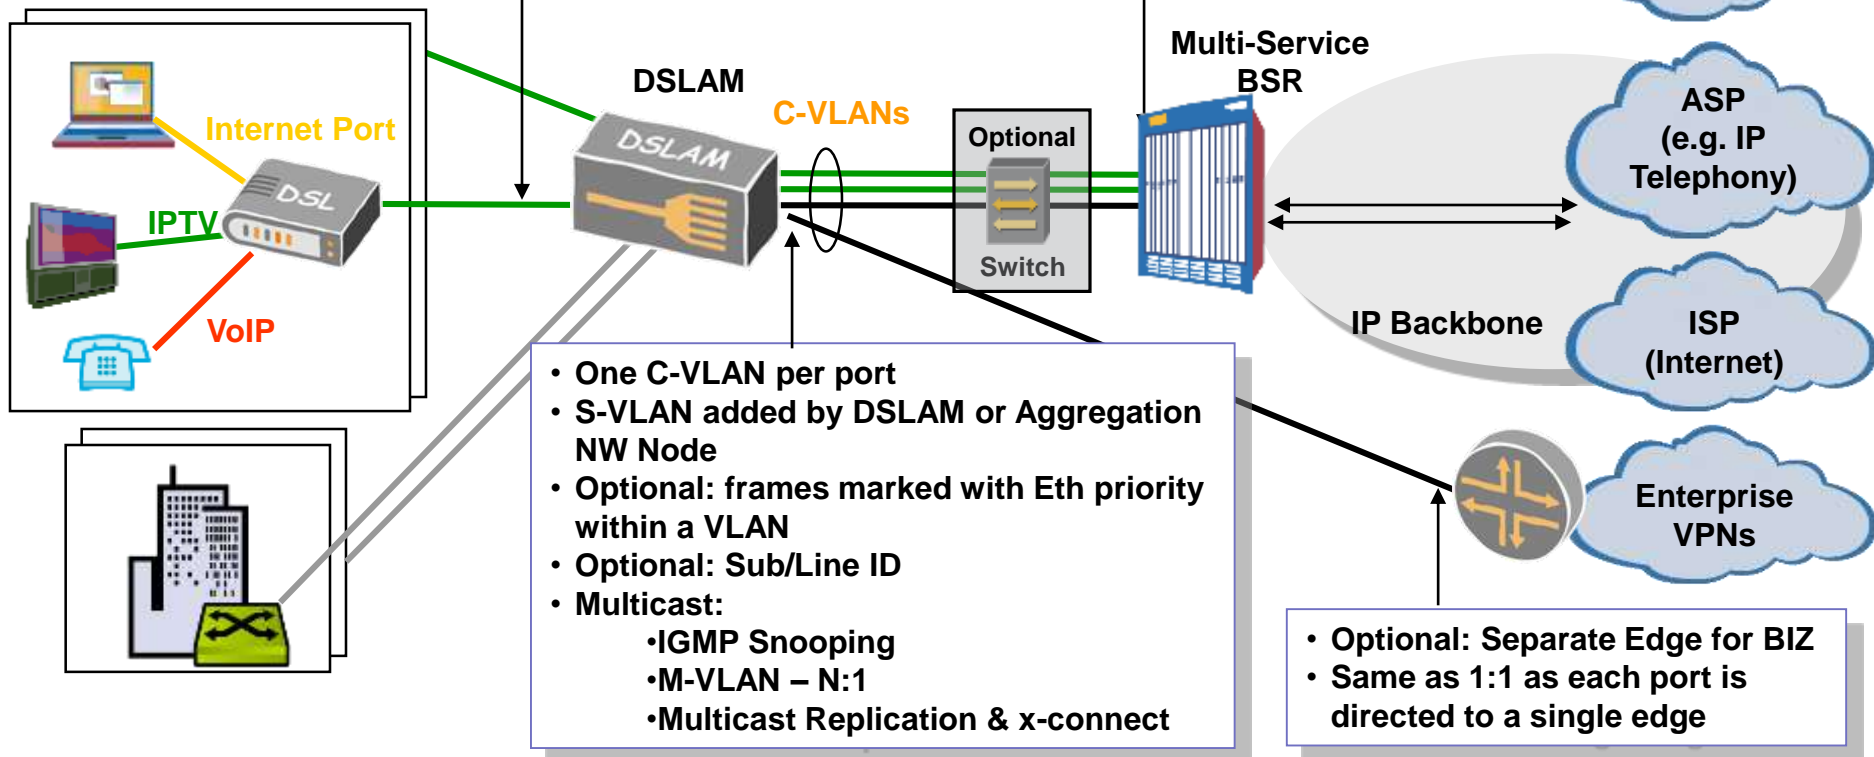 Multi-Service
BSR
DSLAM
C-VLANs
ASP
(e.g. IP
Telephony)
Internet Port
Optional
DSLAM
DSL
IPTV
Switch
VoIP
IP Backbone
ISP
(Internet)
• One C-VLAN per port
• S-VLAN added by DSLAM or Aggregation
NW Node
• Optional: frames marked with Eth priority
within a VLAN
• Optional: Sub/Line ID
• Multicast:
•IGMP Snooping
•M-VLAN – N:1
•Multicast Replication & x-connect
Enterprise
VPNs
• Optional: Separate Edge for BIZ
• Same as 1:1 as each port is
directed to a single edge